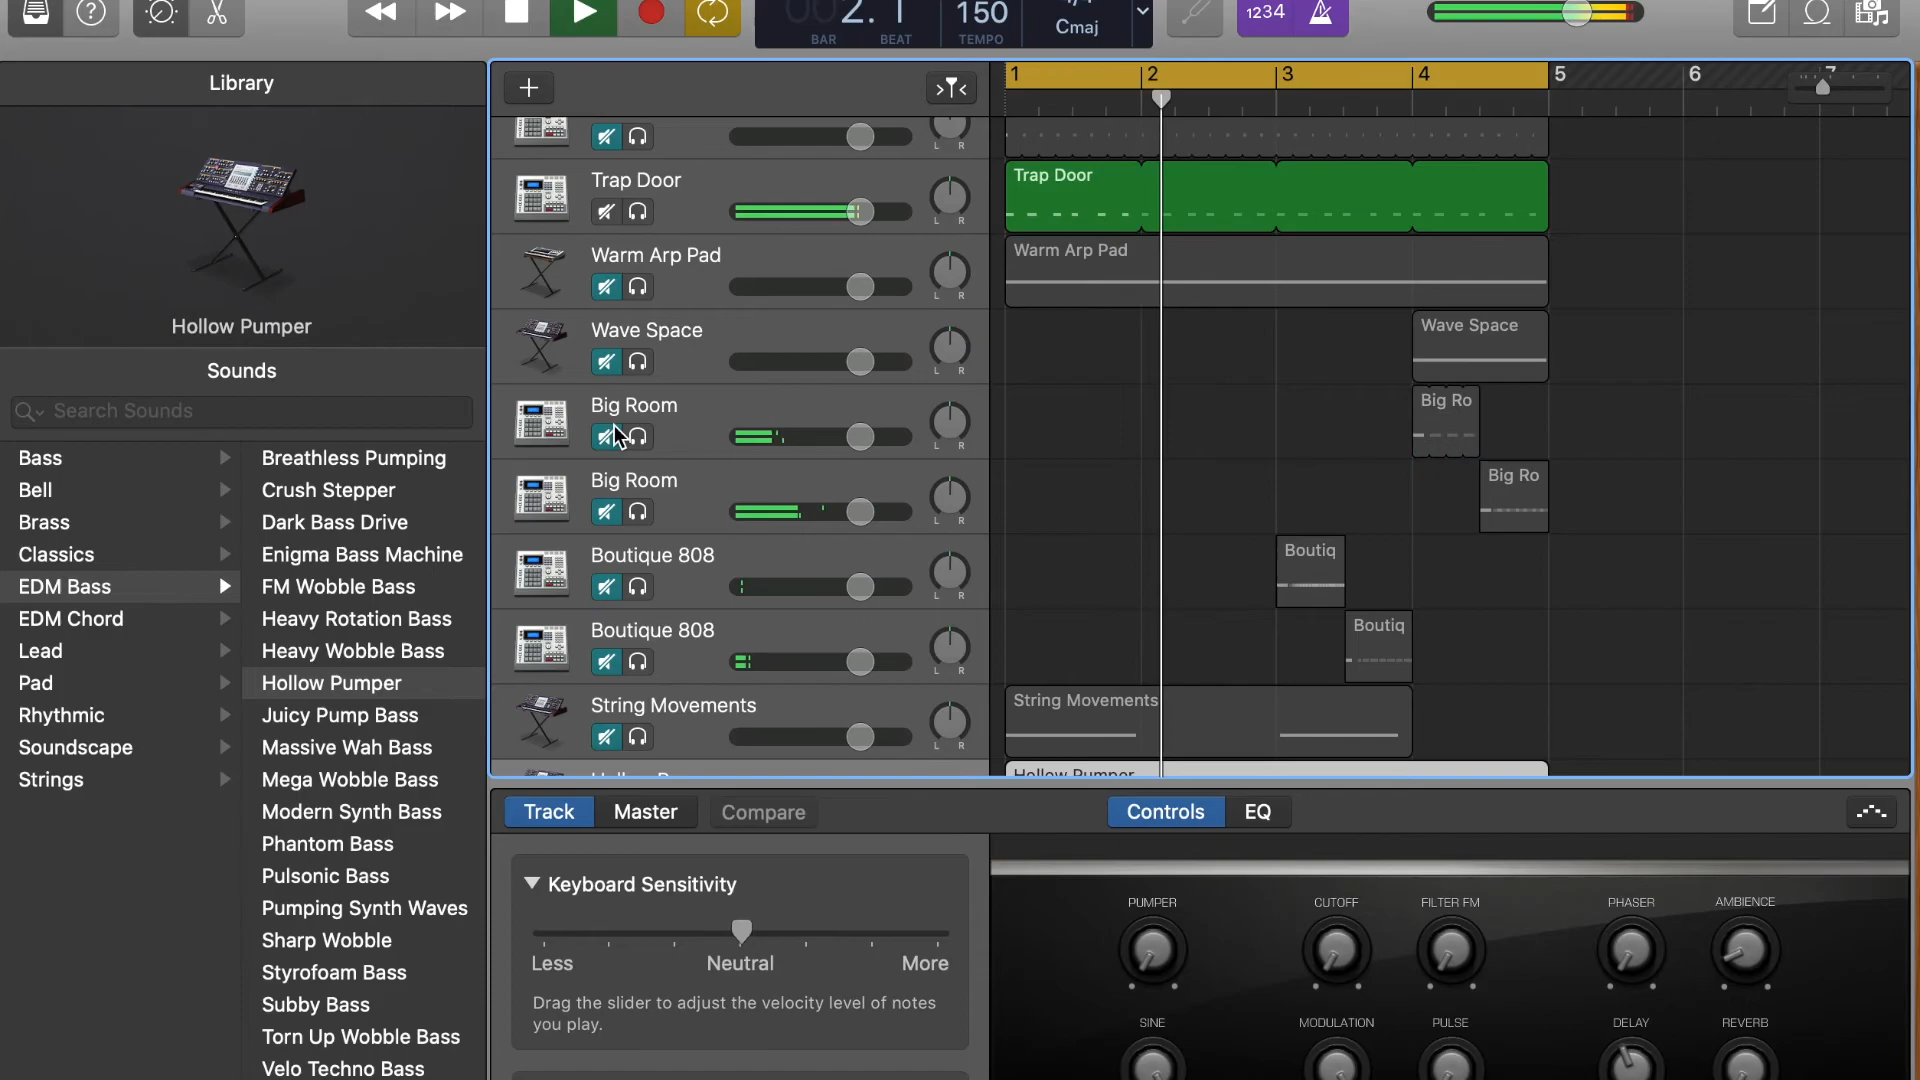 2. 1
150
Cmaj
1234
BAR
BEAT
TEMPO
Library
1
2
3
4
5
6
7
L R
Trap Door
L R
Trap Door
Warm Arp Pad
L R
Warm Arp Pad
Hollow Pumper
Wave Space
L R
Wave Space
Sounds
Search Sounds
Big Room
L R
Big Ro
Big Room
L R
Big Ro
Boutique 808
L R
Boutiq
Boutique 808
L R
Boutiq
String Movements
L R
String Movements
Hollow Pumper
Bass
Bell
Brass
Classics
EDM Bass
EDM Chord
Lead
Pad
Rhythmic
Soundscape
Strings
Breathless Pumping
Crush Stepper
Dark Bass Drive
Enigma Bass Machine
FM Wobble Bass
Heavy Rotation Bass
Heavy Wobble Bass
Hollow Pumper
Juicy Pump Bass
Massive Wah Bass
Mega Wobble Bass
Modern Synth Bass
Phantom Bass
Pulsonic Bass
Pumping Synth Waves
Sharp Wobble
Styrofoam Bass
Subby Bass
Torn Up Wobble Bass
Velo Techno Bass
Track
Master
Compare
Controls
EQ
Keyboard Sensitivity
Less
Neutral
More
Drag the slider to adjust the velocity level of notes
you play.
PUMPER
CUTOFF
FILTER FM
PHASER
AMBIENCE
SINE
MODULATION
PULSE
DELAY
REVERB